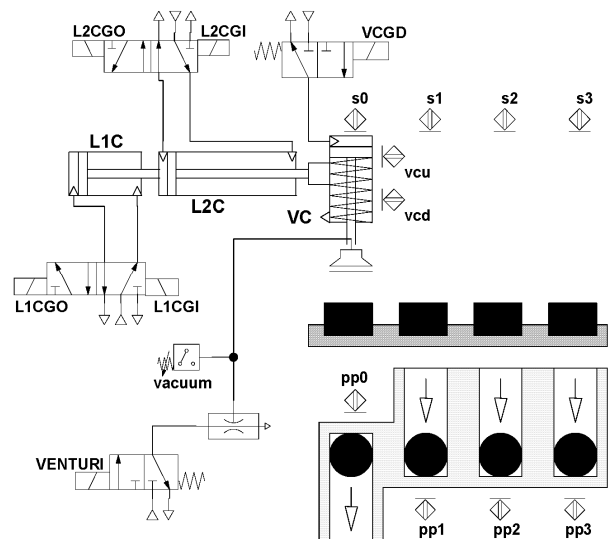 L2CGO L2CGI VCGD
s0 s1 s2 s3
L1C
vcu
L2C
VC vcd
L1CGO L1CGI
vacuum
pp0
VENTURI
pp1 pp2 pp3